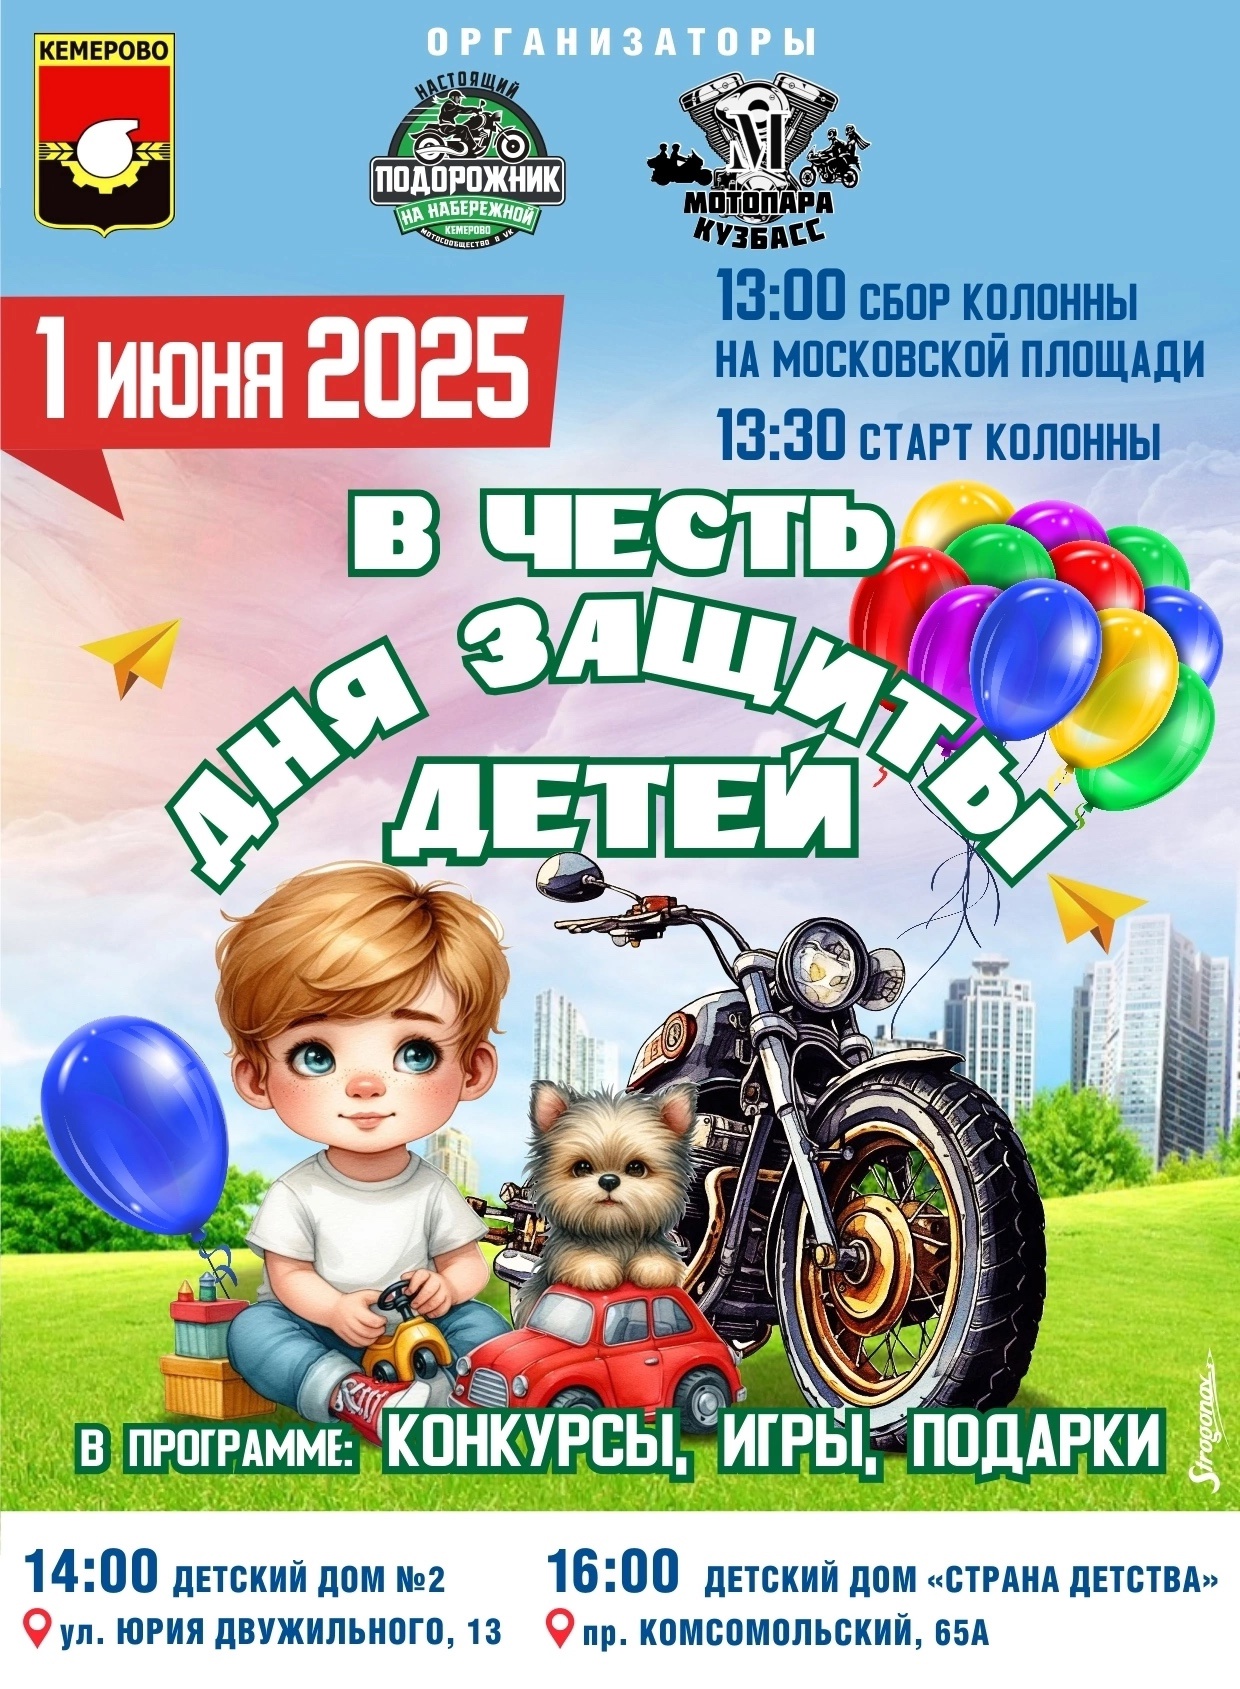 КЕМЕРОВО
ОРГАНИЗАТОРЫ
НАСТОЯЩИЙ
ПОДОРОЖНИК
НА НАБЕРЕЖНОЙ
КЕМЕРОВО
МОТОСООБЩЕСТВО В VK
М
МОТОПАРА
КУЗБАСС
13:00 СБОР КОЛОННЫ
НА МОСКОВСКОЙ ПЛОЩАДИ
13:30 СТАРТ КОЛОННЫ
1 ИЮНЯ 2025
В ЧЕСТЬ
ДНЯ ЗАЩИТЫ
ДЕТЕЙ
В ПРОГРАММЕ: КОНКУРСЫ, ИГРЫ, ПОДАРКИ
Strogonov
14:00 ДЕТСКИЙ ДОМ №2
ул. ЮРИЯ ДВУЖИЛЬНОГО, 13
16:00 ДЕТСКИЙ ДОМ «СТРАНА ДЕТСТВА»
пр. КОМСОМОЛЬСКИЙ, 65А